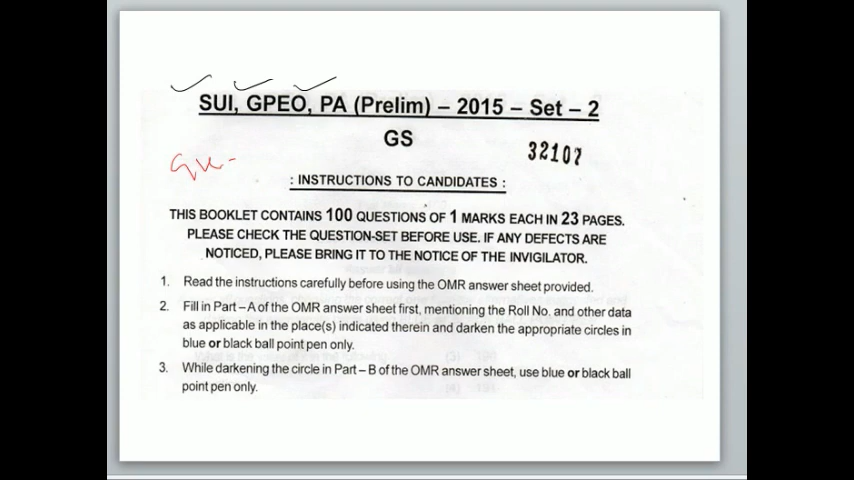 SUI, GPEO, PA (Prelim) – 2015 – Set – 2
GS
32107
: INSTRUCTIONS TO CANDIDATES :
THIS BOOKLET CONTAINS 100 QUESTIONS OF 1 MARKS EACH IN 23 PAGES.
PLEASE CHECK THE QUESTION-SET BEFORE USE. IF ANY DEFECTS ARE
NOTICED, PLEASE BRING IT TO THE NOTICE OF THE INVIGILATOR.
1. Read the instructions carefully before using the OMR answer sheet provided.
2. Fill in Part – A of the OMR answer sheet first, mentioning the Roll No. and other data
as applicable in the place(s) indicated therein and darken the appropriate circles in
blue or black ball point pen only.
3. While darkening the circle in Part – B of the OMR answer sheet, use blue or black ball
point pen only.